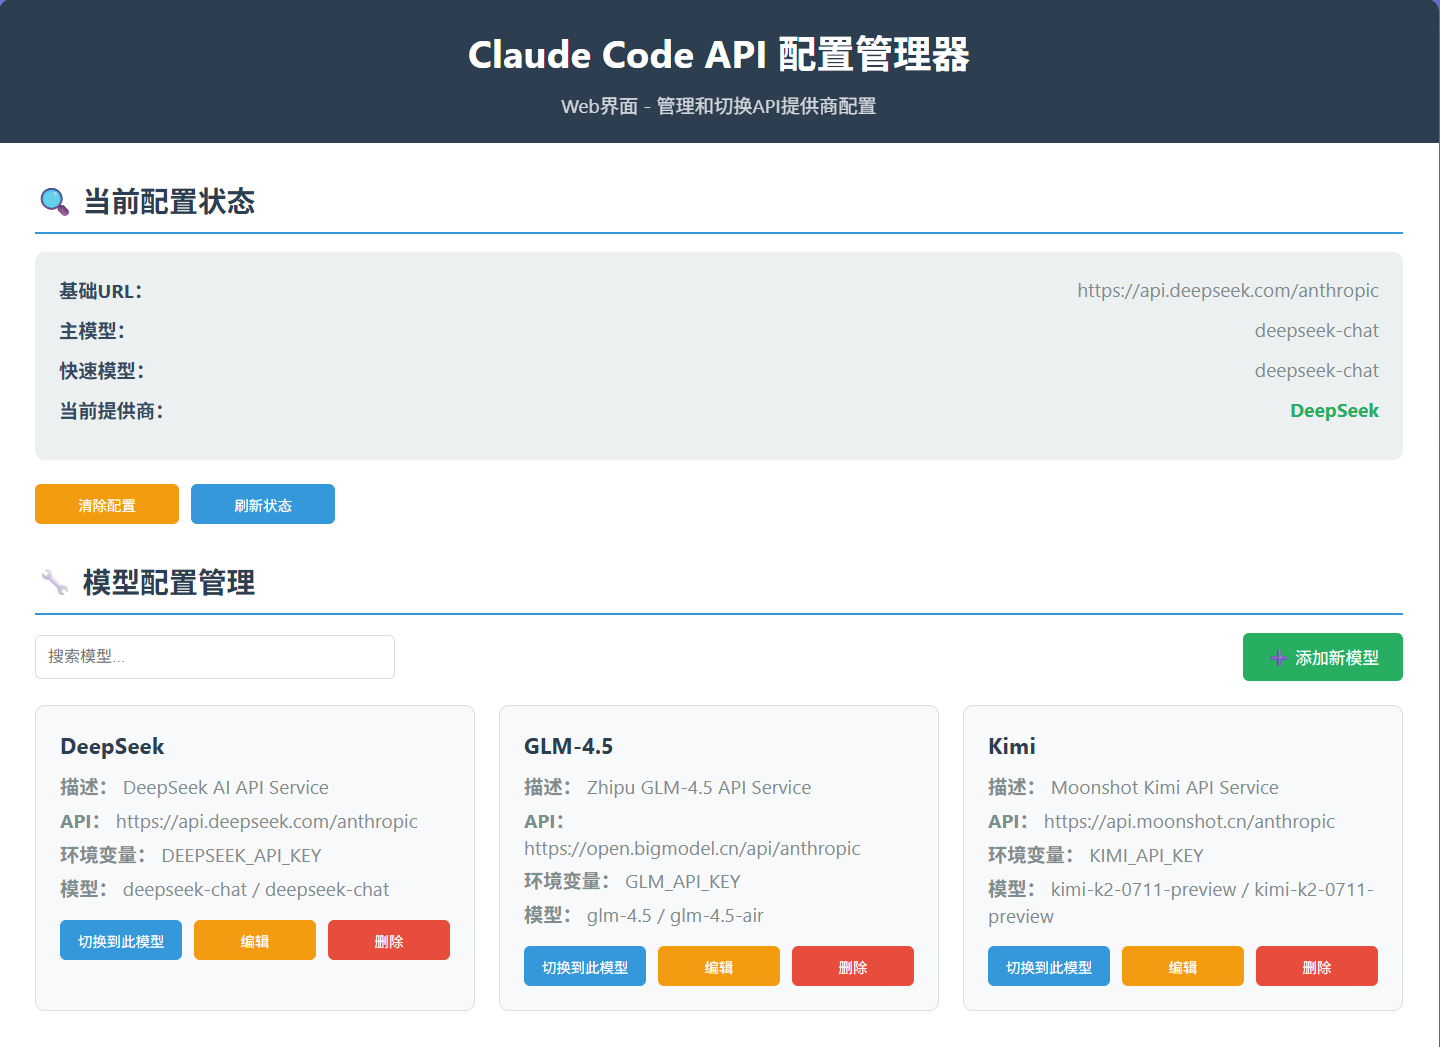 Claude Code API 配置管理器
Web界面 - 管理和切换API提供商配置
当前配置状态
基础URL： https://api.deepseek.com/anthropic
主模型： deepseek-chat
快速模型： deepseek-chat
当前提供商： DeepSeek
清除配置 刷新状态
模型配置管理
搜索模型...
添加新模型
DeepSeek
描述： DeepSeek AI API Service
API： https://api.deepseek.com/anthropic
环境变量： DEEPSEEK_API_KEY
模型： deepseek-chat / deepseek-chat
切换到此模型 编辑 删除
GLM-4.5
描述： Zhipu GLM-4.5 API Service
API：
https://open.bigmodel.cn/api/anthropic
环境变量： GLM_API_KEY
模型： glm-4.5 / glm-4.5-air
切换到此模型 编辑 删除
Kimi
描述： Moonshot Kimi API Service
API： https://api.moonshot.cn/anthropic
环境变量： KIMI_API_KEY
模型： kimi-k2-0711-preview / kimi-k2-0711-
preview
切换到此模型 编辑 删除